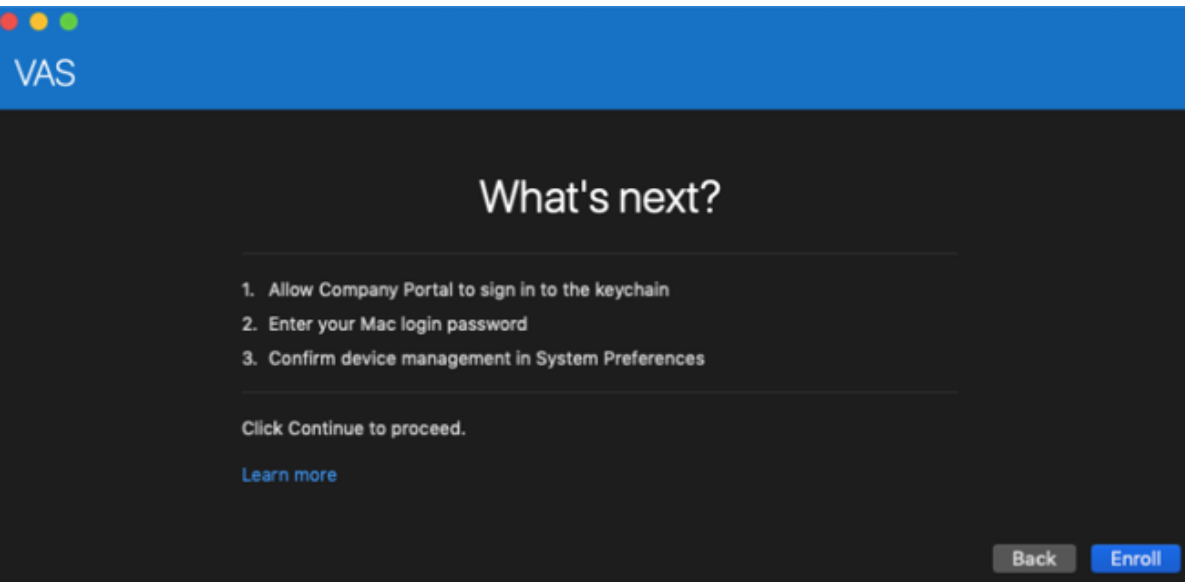 VAS
What's next?
1. Allow Company Portal to sign in to the keychain
2. Enter your Mac login password
3. Confirm device management in System Preferences
Click Continue to proceed.
Learn more
Back Enroll